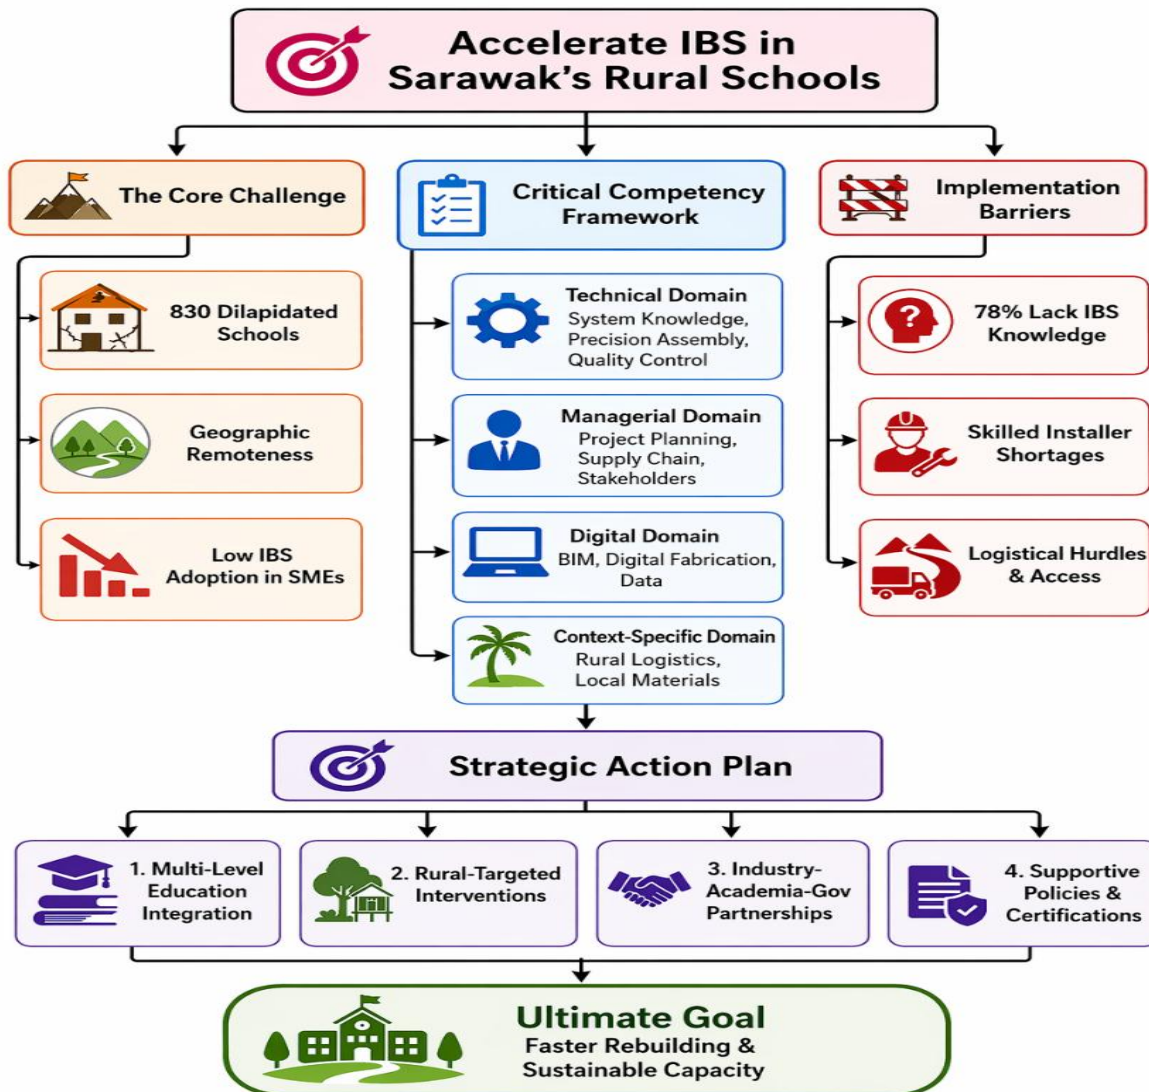 Accelerate IBS in
Sarawak's Rural Schools
The Core Challenge
830 Dilapidated
Schools
Geographic
Remoteness
Low IBS
Adoption in SMEs
Critical Competency
Framework
Technical Domain
System Knowledge,
Precision Assembly,
Quality Control
Managerial Domain
Project Planning,
Supply Chain,
Stakeholders
Digital Domain
BIM, Digital Fabrication,
Data
Context-Specific Domain
Rural Logistics,
Local Materials
Implementation
Barriers
?
78% Lack IBS
Knowledge
Skilled Installer
Shortages
Logistical Hurdles
& Access
Strategic Action Plan
1. Multi-Level
Education
Integration
2. Rural-Targeted
Interventions
3. Industry-
Academia-Gov
Partnerships
4. Supportive
Policies &
Certifications
Ultimate Goal
Faster Rebuilding &
Sustainable Capacity